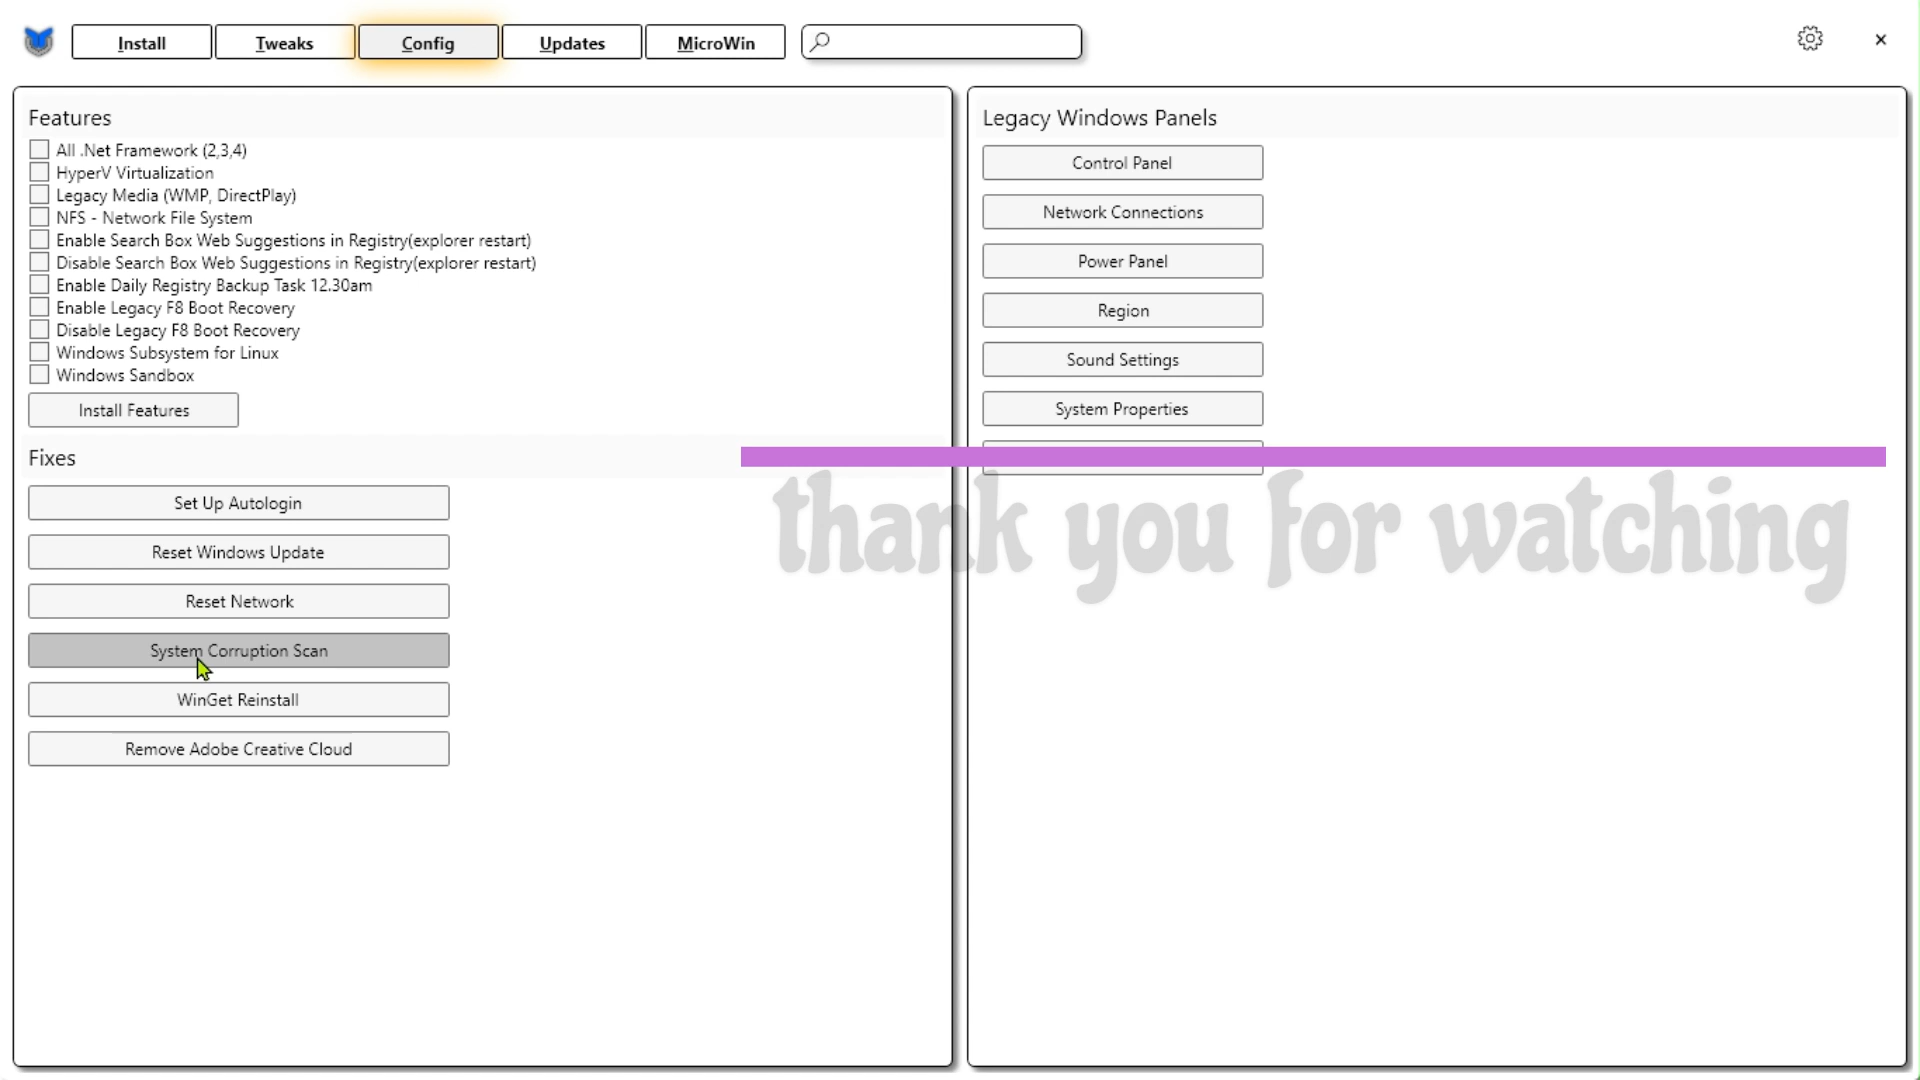 Install
Tweaks
Config
Updates
MicroWin
Features
All .Net Framework (2,3,4)
HyperV Virtualization
Legacy Media (WMP, DirectPlay)
NFS - Network File System
Enable Search Box Web Suggestions in Registry(explorer restart)
Disable Search Box Web Suggestions in Registry(explorer restart)
Enable Daily Registry Backup Task 12.30am
Enable Legacy F8 Boot Recovery
Disable Legacy F8 Boot Recovery
Windows Subsystem for Linux
Windows Sandbox
Install Features
Fixes
Set Up Autologin
Reset Windows Update
Reset Network
System Corruption Scan
WinGet Reinstall
Remove Adobe Creative Cloud
Legacy Windows Panels
Control Panel
Network Connections
Power Panel
Region
Sound Settings
System Properties
thank you for watching